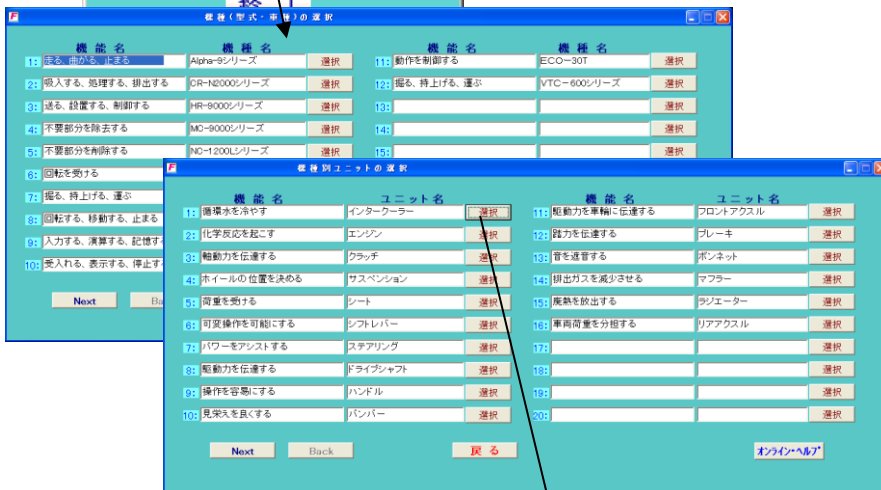 機種(型式・車種)の選択
機能名 機種名 機能名 機種名
1: 走る、曲がる、止まる Alpha-9シリーズ 選択 11: 動作を制御する ECO-30T 選択
2: 吸入する、処理する、排出する CR-N2000シリーズ 選択 12: 掘る、持上げる、運ぶ VTC-600シリーズ 選択
3: 送る、設置する、制御する HR-9000シリーズ 選択 13: 選択
4: 不要部分を除去する MC-9000シリーズ 選択 14: 選択
5: 不要部分を削除する NC-1200Lシリーズ 選択 15: 選択
6: 回転を受ける
7: 掘る、持上げる、運ぶ
8: 回転する、移動する、止まる
9: 入力する、演算する、記憶す
10: 受入れる、表示する、停止す
Next Ba
機種別ユニットの選択
機能名 ユニット名 機能名 ユニット名
1: 循環水を冷やす インタークーラー 選択 11: 駆動力を車輪に伝達する フロントアクスル 選択
2: 化学反応を起こす エンジン 選択 12: 踏力を伝達する ブレーキ 選択
3: 軸動力を伝達する クラッチ 選択 13: 音を遮音する ボンネット 選択
4: ホイールの位置を決める サスペンション 選択 14: 排出ガスを減少させる マフラー 選択
5: 荷重を受ける シート 選択 15: 廃熱を放出する ラジエーター 選択
6: 可変操作を可能にする シフトレバー 選択 16: 車両荷重を分担する リアアクスル 選択
7: パワーをアシストする ステアリング 選択 17: 選択
8: 駆動力を伝達する ドライブシャフト 選択 18: 選択
9: 操作を容易にする ハンドル 選択 19: 選択
10: 見栄えを良くする バンパー 選択 20: 選択
Next Back 戻る オンライン・ヘルプ